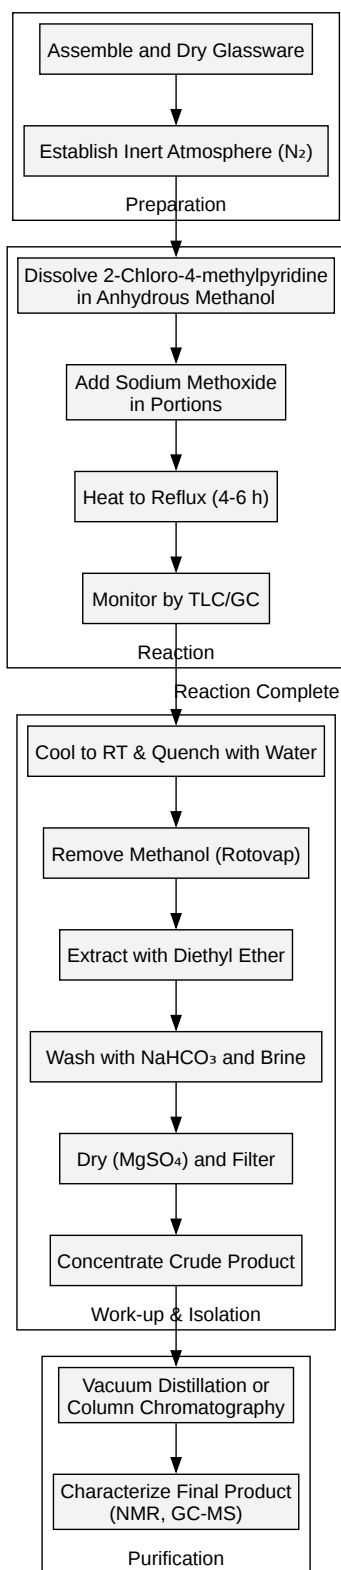 Assemble and Dry Glassware
Establish Inert Atmosphere (N₂)
Preparation
Dissolve 2-Chloro-4-methylpyridine
in Anhydrous Methanol
Add Sodium Methoxide
in Portions
Heat to Reflux (4-6 h)
Monitor by TLC/GC
Reaction
Reaction Complete
Cool to RT & Quench with Water
Remove Methanol (Rotovap)
Extract with Diethyl Ether
Wash with NaHCO₃ and Brine
Dry (MgSO₄) and Filter
Concentrate Crude Product
Work-up & Isolation
Vacuum Distillation or
Column Chromatography
Characterize Final Product
(NMR, GC-MS)
Purification